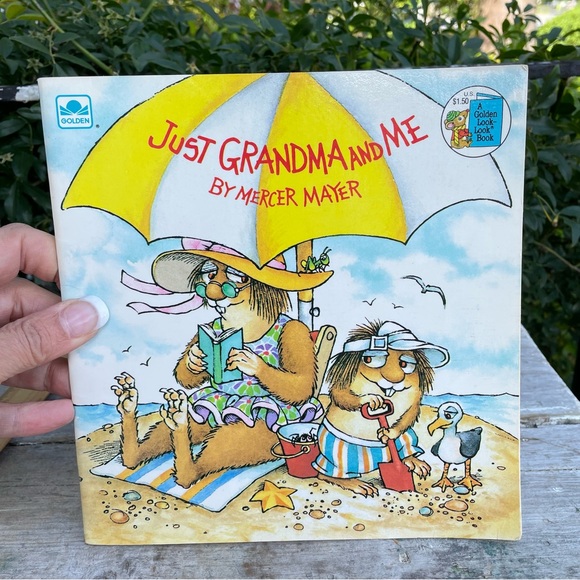 GOLDEN®
U.S.
$1.50
A
Golden
Look-
Look®
Book
JUST GRANDMA AND ME
BY MERCER MAYER